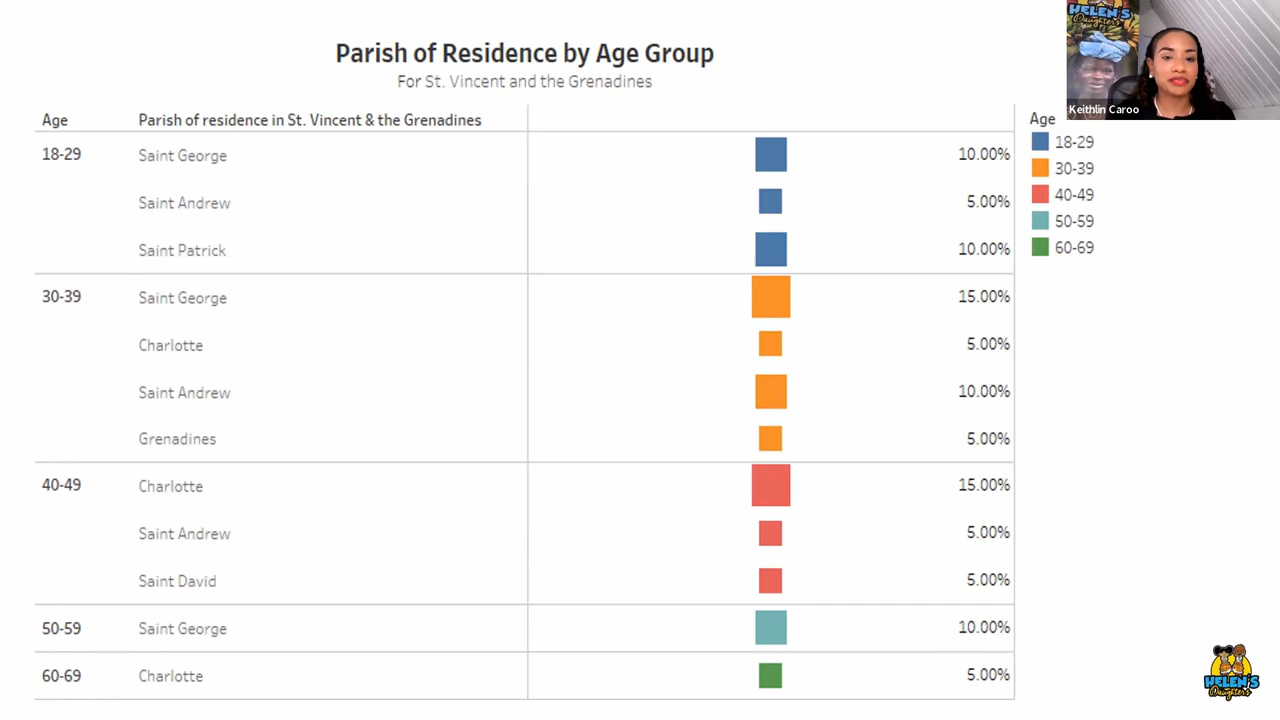 HELEN'S
Daughters
Keithlin Caroo
Parish of Residence by Age Group
For St. Vincent and the Grenadines
Age Parish of residence in St. Vincent & the Grenadines
18-29 Saint George 10.00%
Saint Andrew 5.00%
Saint Patrick 10.00%
30-39 Saint George 15.00%
Charlotte 5.00%
Saint Andrew 10.00%
Grenadines 5.00%
40-49 Charlotte 15.00%
Saint Andrew 5.00%
Saint David 5.00%
50-59 Saint George 10.00%
60-69 Charlotte 5.00%
Age
18-29
30-39
40-49
50-59
60-69
HELEN'S
Daughters